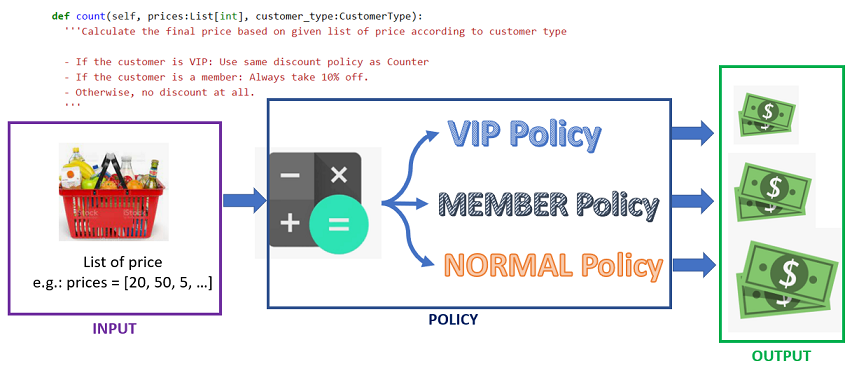 def count(self, prices:List[int], customer_type:CustomerType):
'''Calculate the final price based on given list of price according to customer type
- If the customer is VIP: Use same discount policy as Counter
- If the customer is a member: Always take 10% off.
- Otherwise, no discount at all.
'''
iStock
iStock
List of price
e.g.: prices = [20, 50, 5, …]
INPUT
VIP Policy
MEMBER Policy
NORMAL Policy
POLICY
$
$
$
OUTPUT